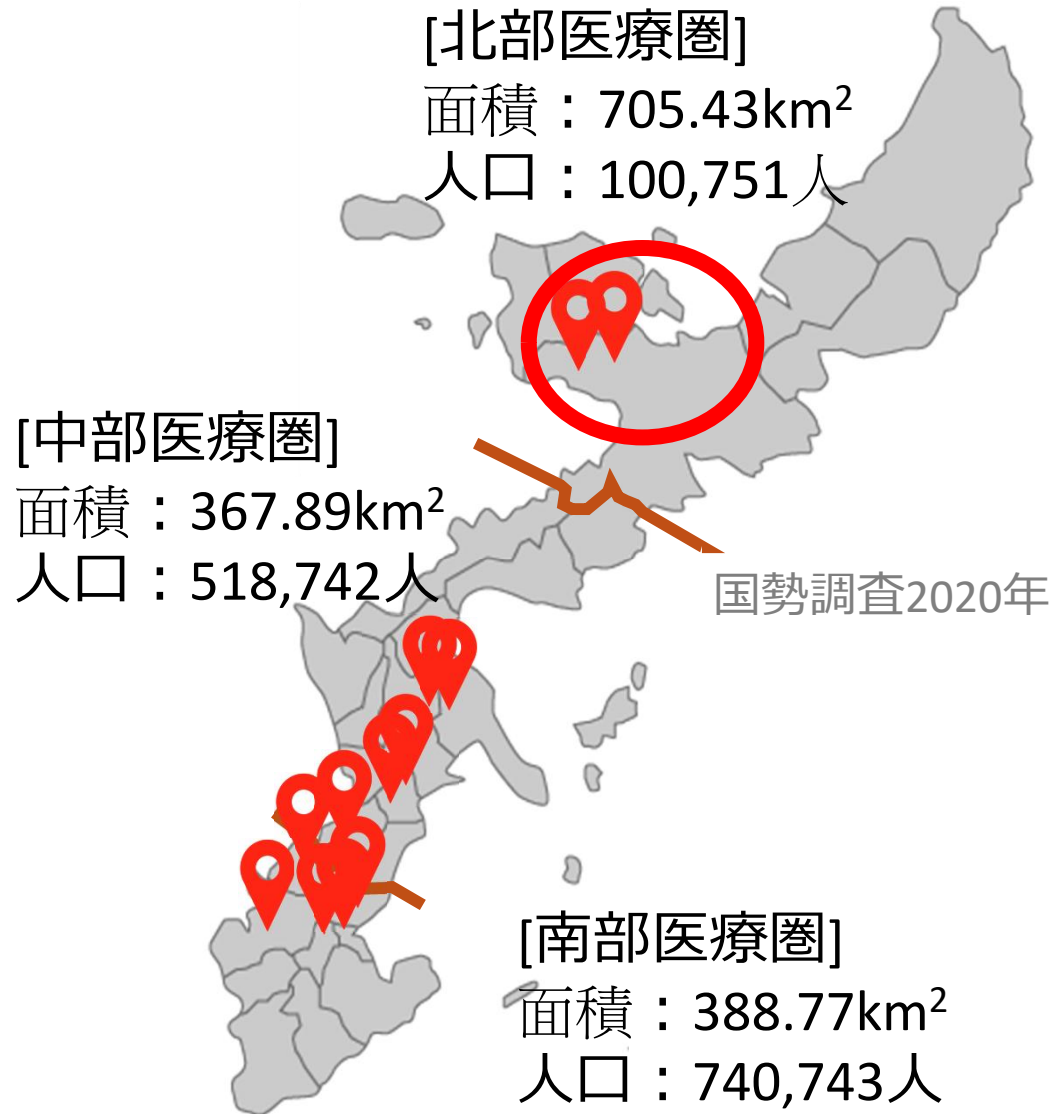 [北部医療圏]
面積：705.43km²
人口：100,751人
[中部医療圏]
面積：367.89km²
人口：518,742人
国勢調査2020年
[南部医療圏]
面積：388.77km²
人口：740,743人